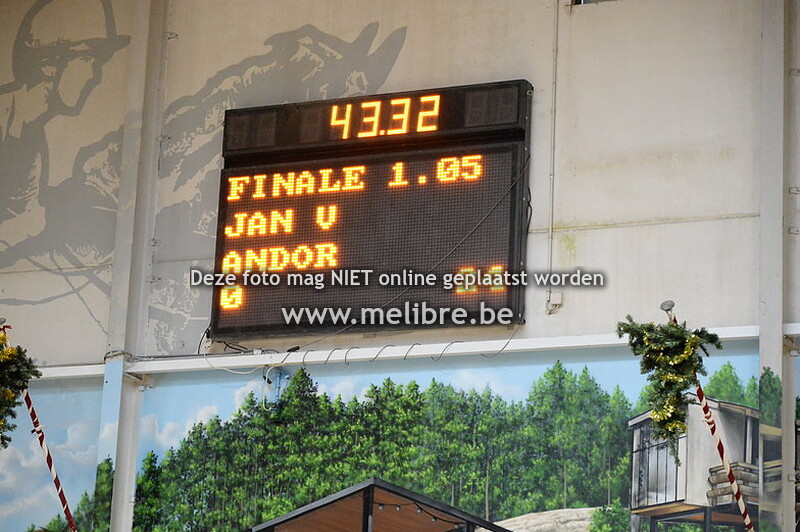 43.32
FINALE 1.05
JAN V
ANDOR
Deze foto mag NIET online geplaatst worden
0
www.melibre.be